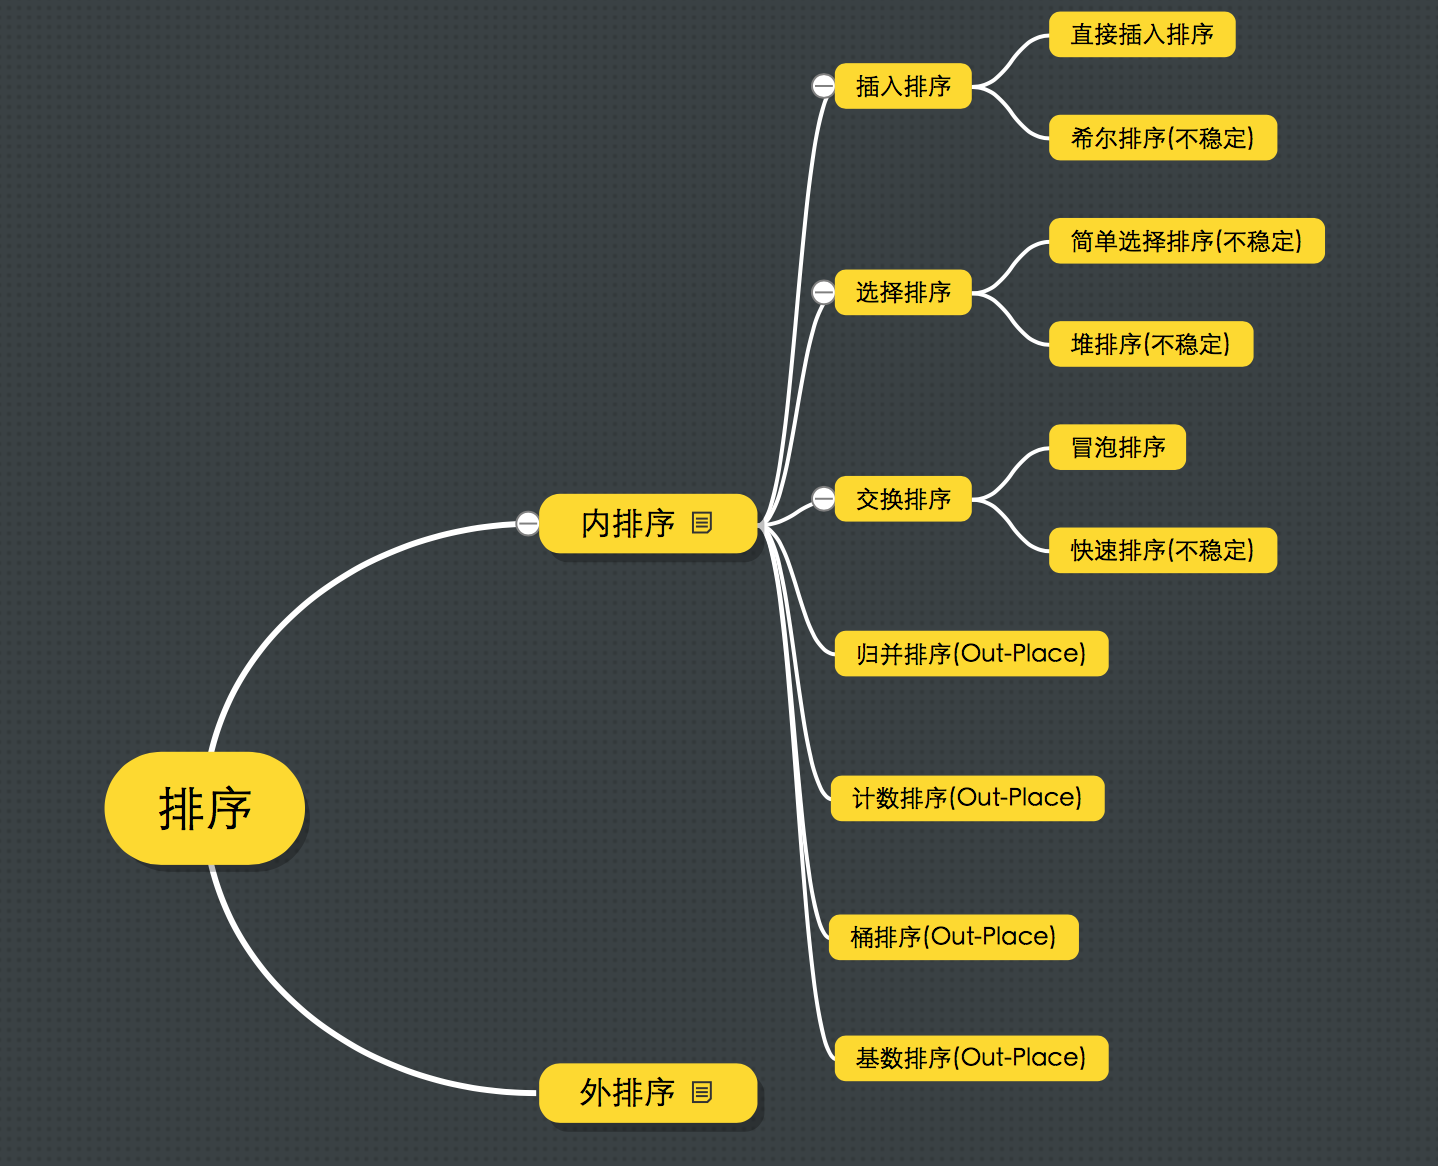 排序
内排序
插入排序
直接插入排序
希尔排序(不稳定)
选择排序
简单选择排序(不稳定)
堆排序(不稳定)
交换排序
冒泡排序
快速排序(不稳定)
归并排序(Out-Place)
计数排序(Out-Place)
桶排序(Out-Place)
基数排序(Out-Place)
外排序